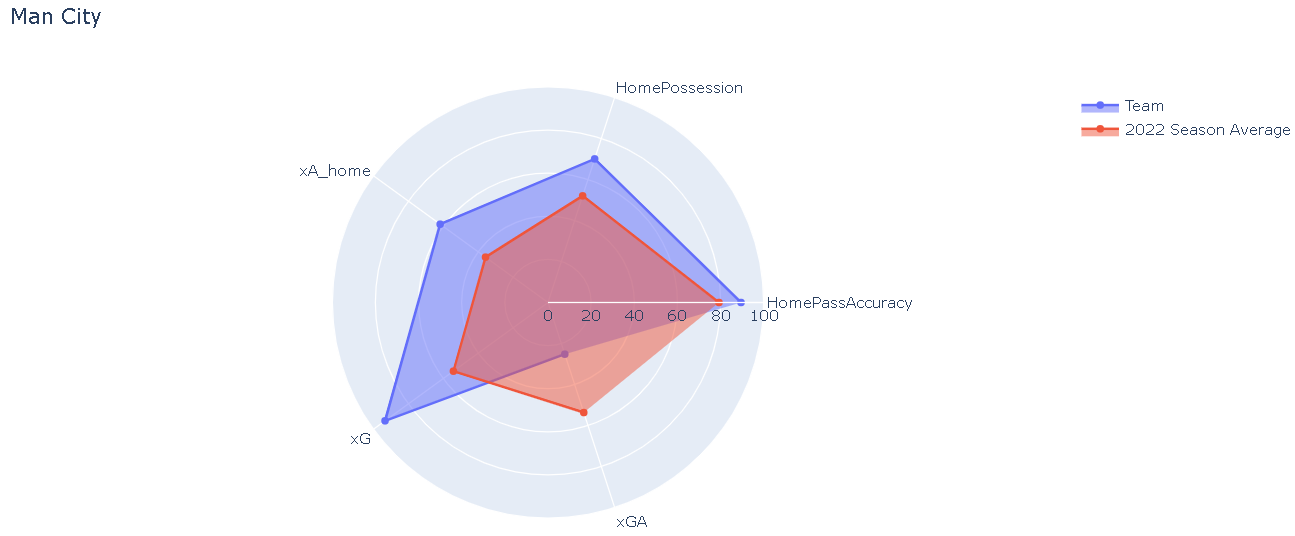 Man City
HomePossession
Team
2022 Season Average
xA_home
HomePassAccuracy
0 20 40 60 80 100
xG
xGA